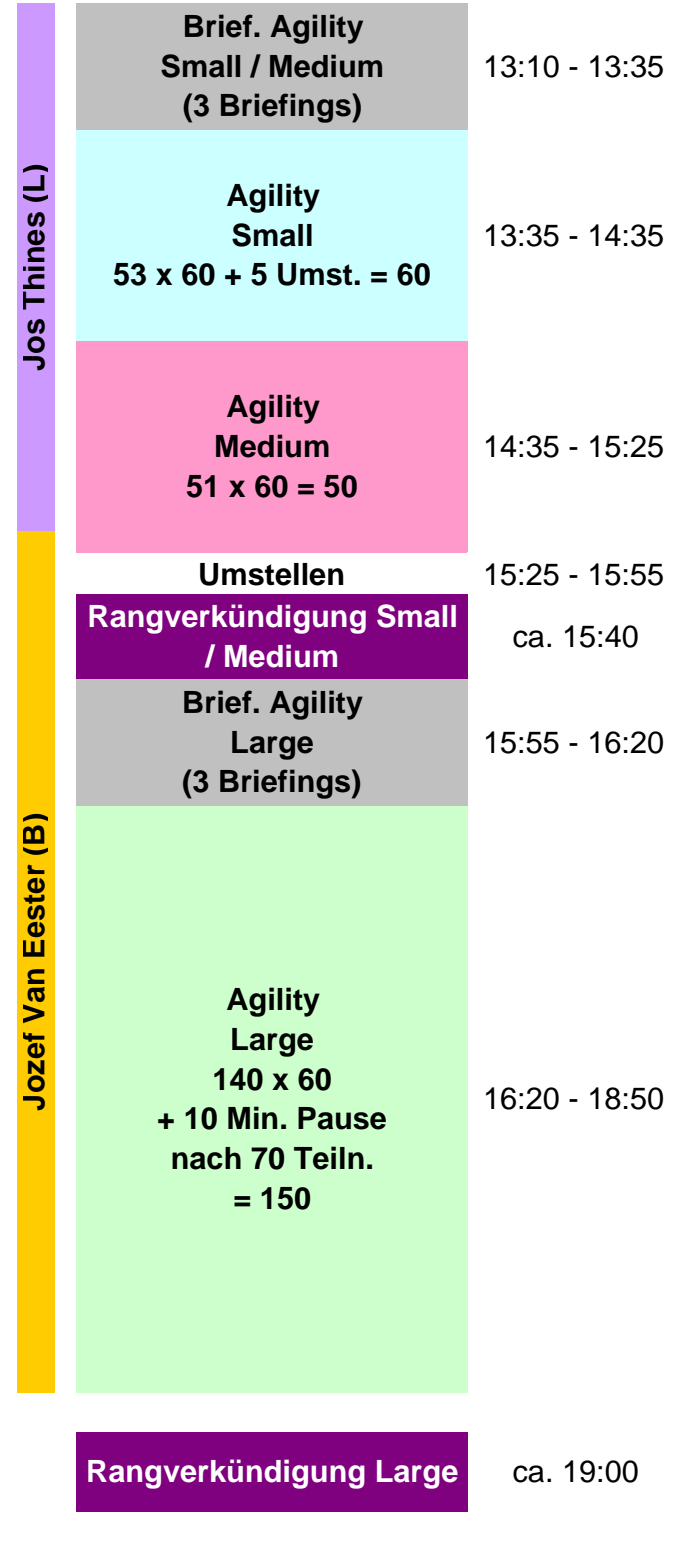 Jos Thines (L)
Brief. Agility
Small / Medium
(3 Briefings)
13:10 - 13:35
Agility
Small
53 x 60 + 5 Umst. = 60
13:35 - 14:35
Agility
Medium
51 x 60 = 50
14:35 - 15:25
Jozef Van Eester (B)
Umstellen
15:25 - 15:55
Rangverkündigung Small
/ Medium
ca. 15:40
Brief. Agility
Large
(3 Briefings)
15:55 - 16:20
Agility
Large
140 x 60
+ 10 Min. Pause
nach 70 Teiln.
= 150
16:20 - 18:50
Rangverkündigung Large
ca. 19:00